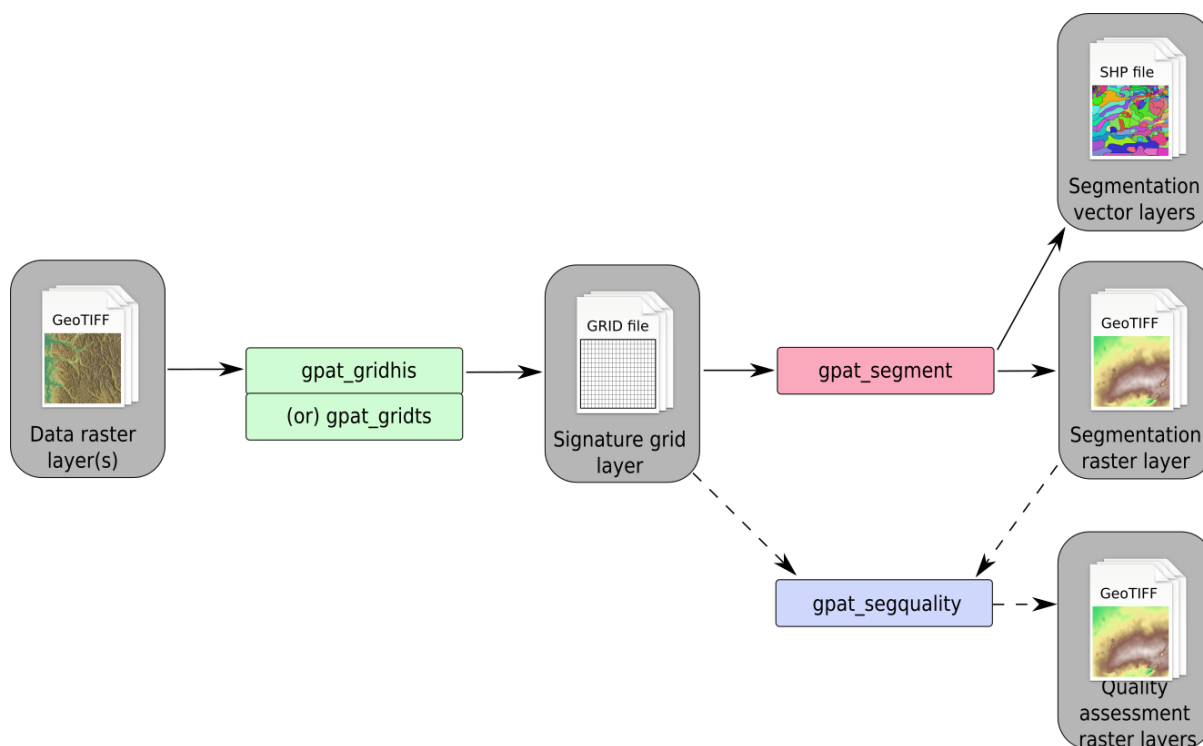 SHP file
Segmentation
vector layers
GeoTIFF
Data raster
layer(s)
gpat_gridhis
(or) gpat_gridts
GRID file
Signature grid
layer
gpat_segment
GeoTIFF
Segmentation
raster layer
gpat_segquality
GeoTIFF
Quality
assessment
raster layers